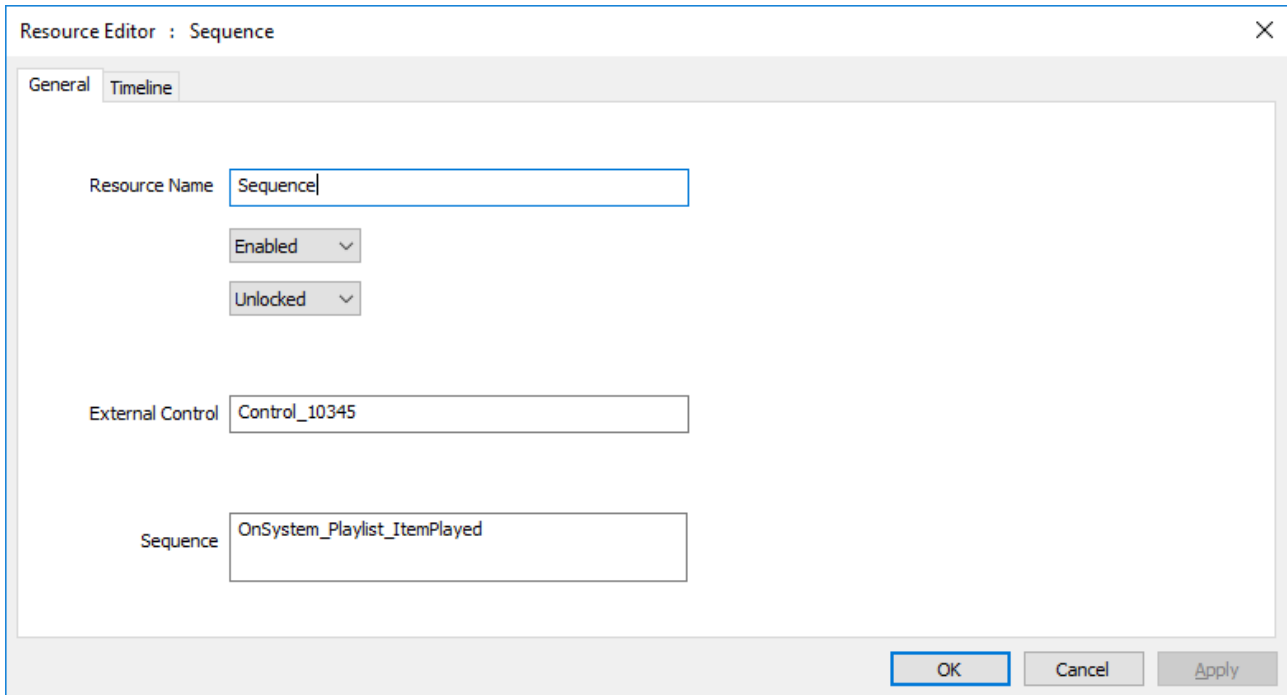 Resource Editor : Sequence
General Timeline
Resource Name Sequence
Enabled
Unlocked
External Control Control_10345
Sequence OnSystem_Playlist_ItemPlayed
OK Cancel Apply